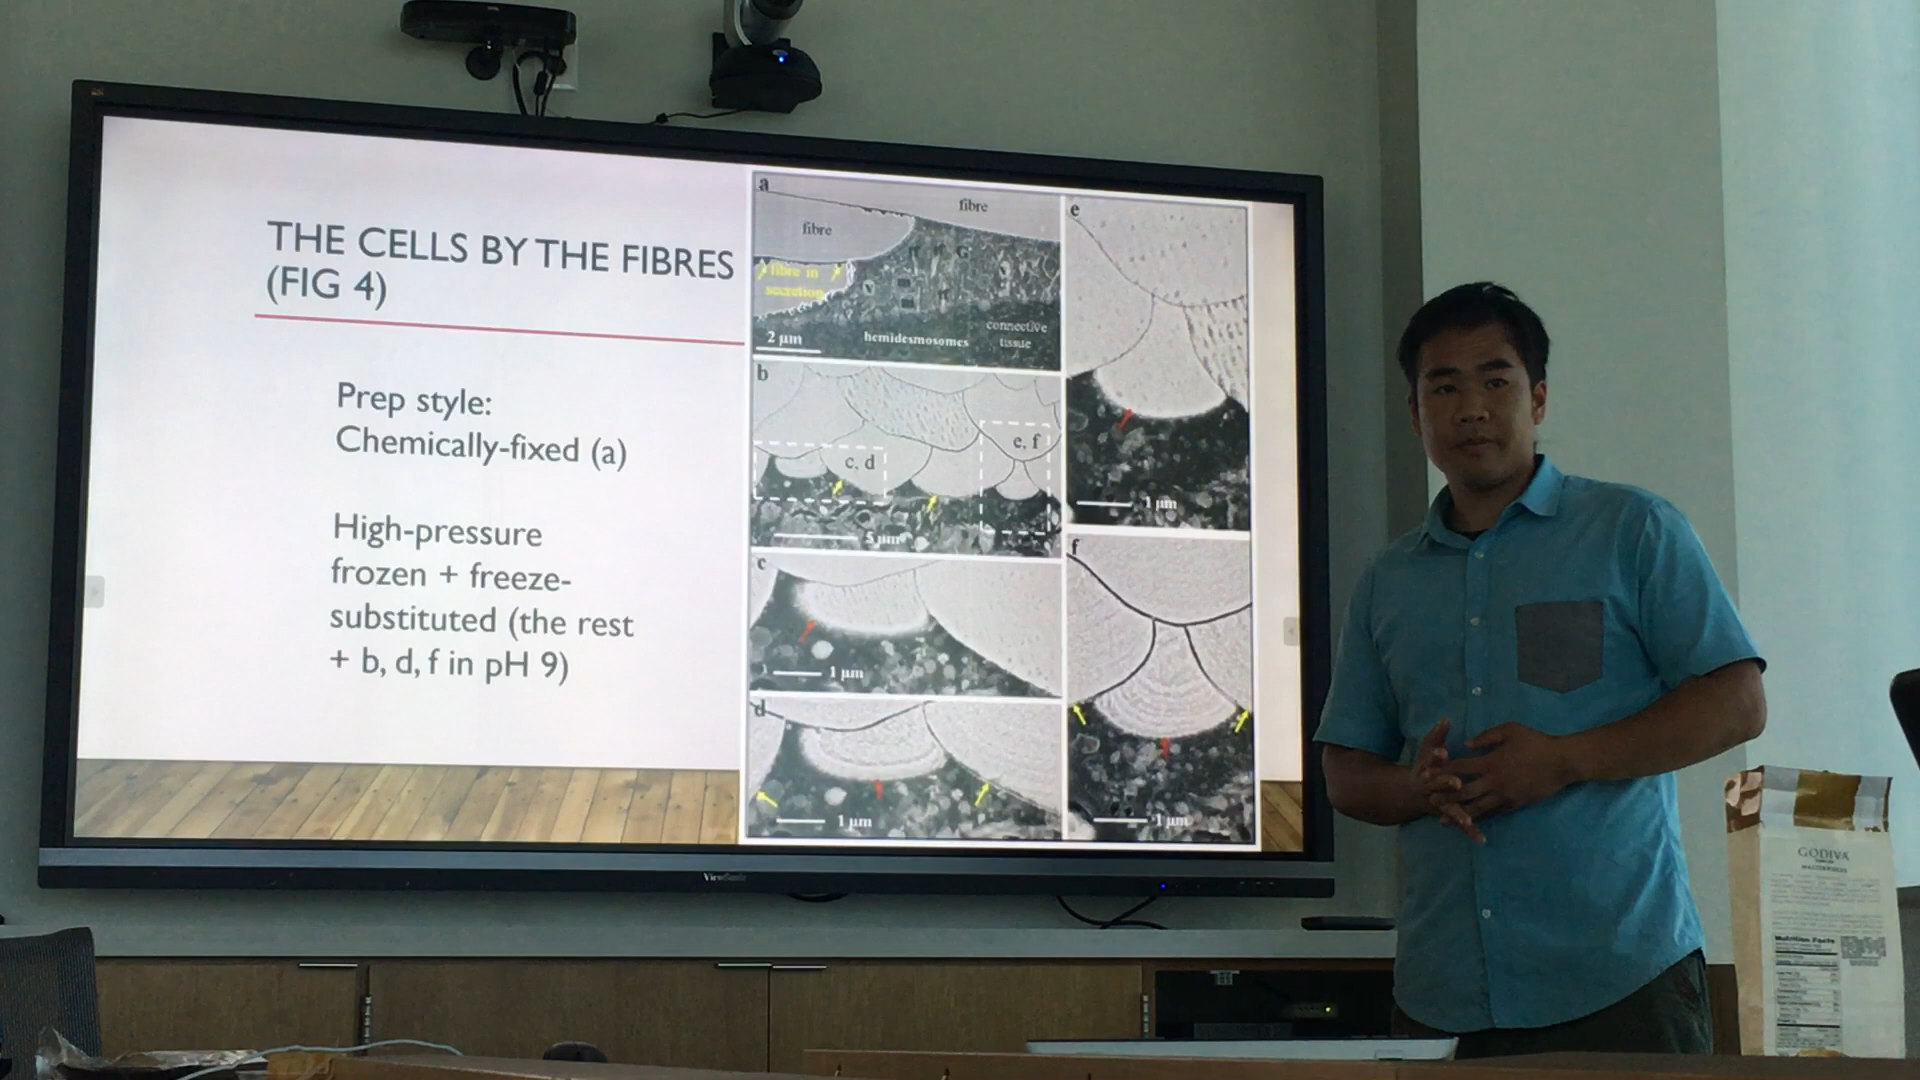 THE CELLS BY THE FIBRES
(FIG 4)
Prep style:
Chemically-fixed (a)
High-pressure
frozen + freeze-
substituted (the rest
+ b, d, f in pH 9)
a
fibre
fibre
fibre in
secretion
G
connective
tissue
hemidesmosomes
2 µm
b
c, d
e, f
5 µm
c
1 µm
d
1 µm
e
1 µm
f
1 µm
ViewSonic
GODIVA
MASTERPIECES
Nutrition Facts